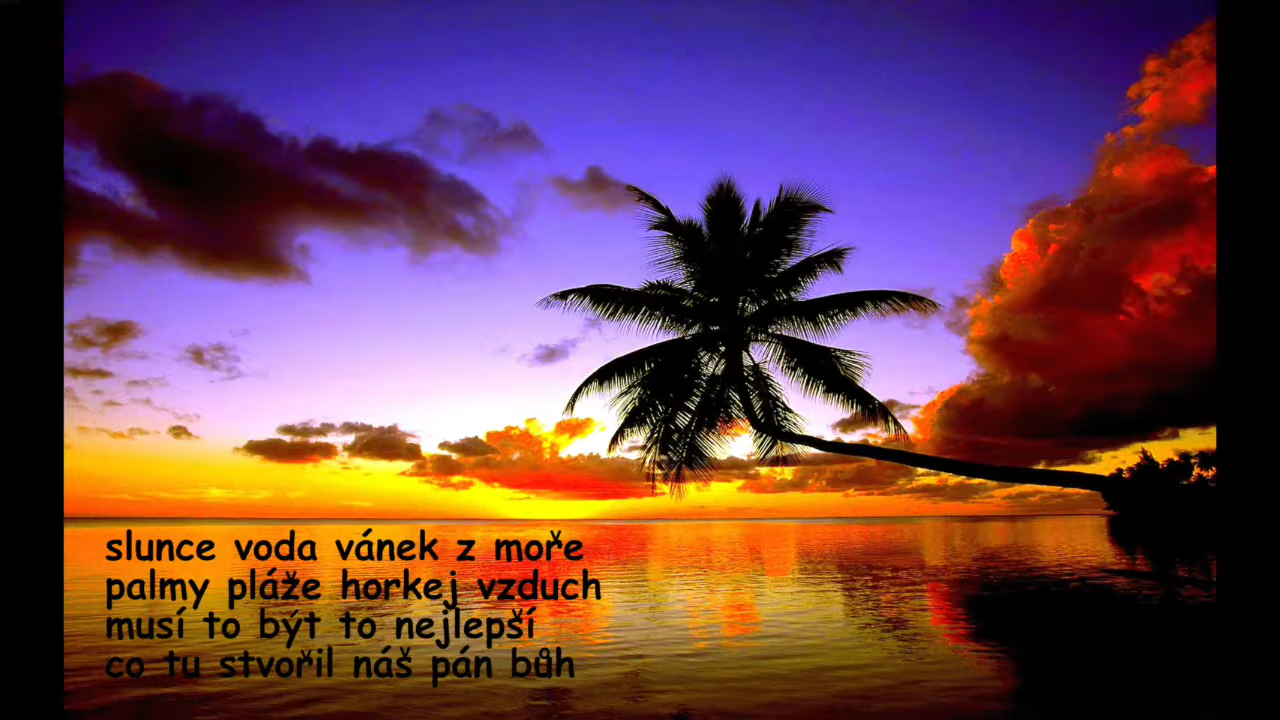 slunce voda vánek z moře
palmy pláže horkej vzduch
musí to být to nejlepší
co tu stvořil náš pán bůh